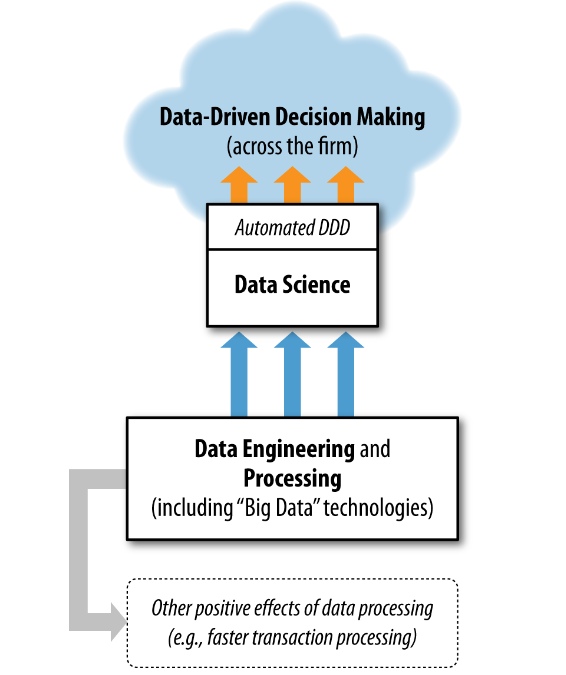 Data-Driven Decision Making
(across the firm)
Automated DDD
Data Science
Data Engineering and
Processing
(including “Big Data” technologies)
Other positive effects of data processing
(e.g., faster transaction processing)